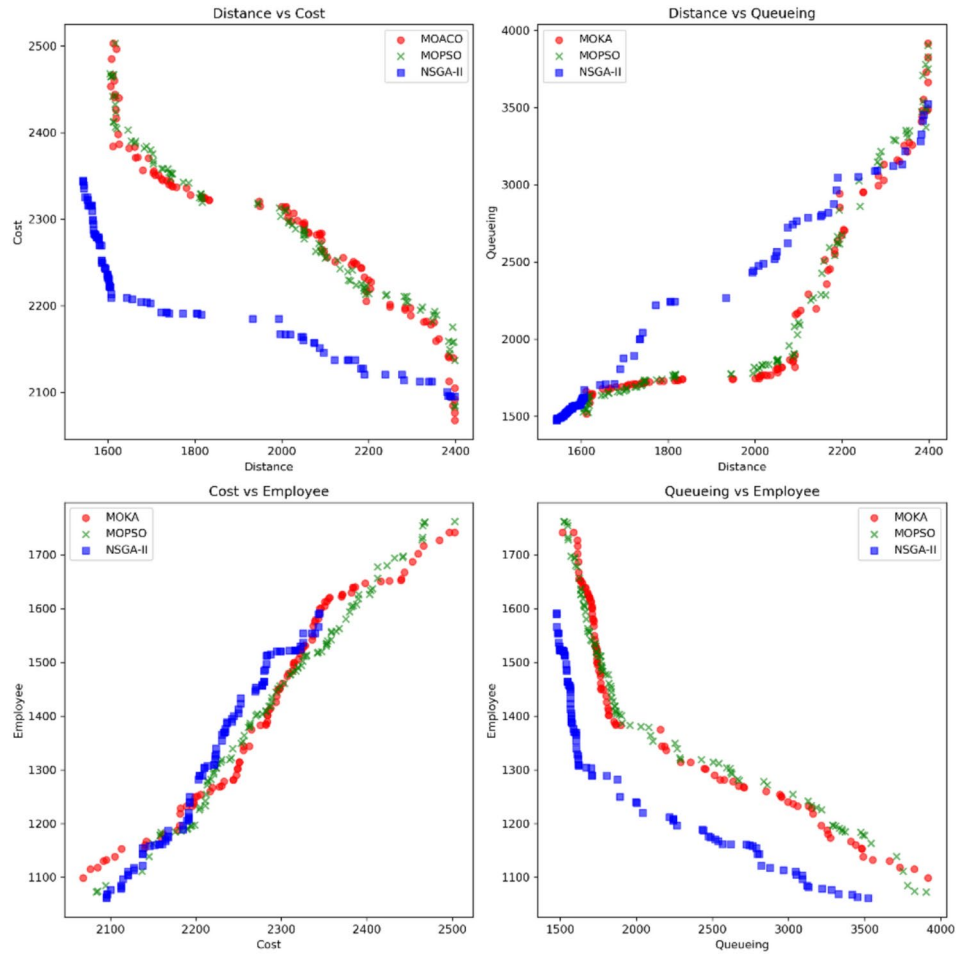 Distance vs Cost
2500
2400
2300
2200
2100
Cost
1600
1800
2000
2200
2400
Distance
MOACO
MOPSO
NSGA-II
Distance vs Queueing
4000
3500
3000
2500
2000
1500
Queueing
1600
1800
2000
2200
2400
Distance
MOKA
MOPSO
NSGA-II
Cost vs Employee
1700
1600
1500
1400
1300
1200
1100
Employee
2100
2200
2300
2400
2500
Cost
MOKA
MOPSO
NSGA-II
Queueing vs Employee
1700
1600
1500
1400
1300
1200
1100
Employee
1500
2000
2500
3000
3500
4000
Queueing
MOKA
MOPSO
NSGA-II